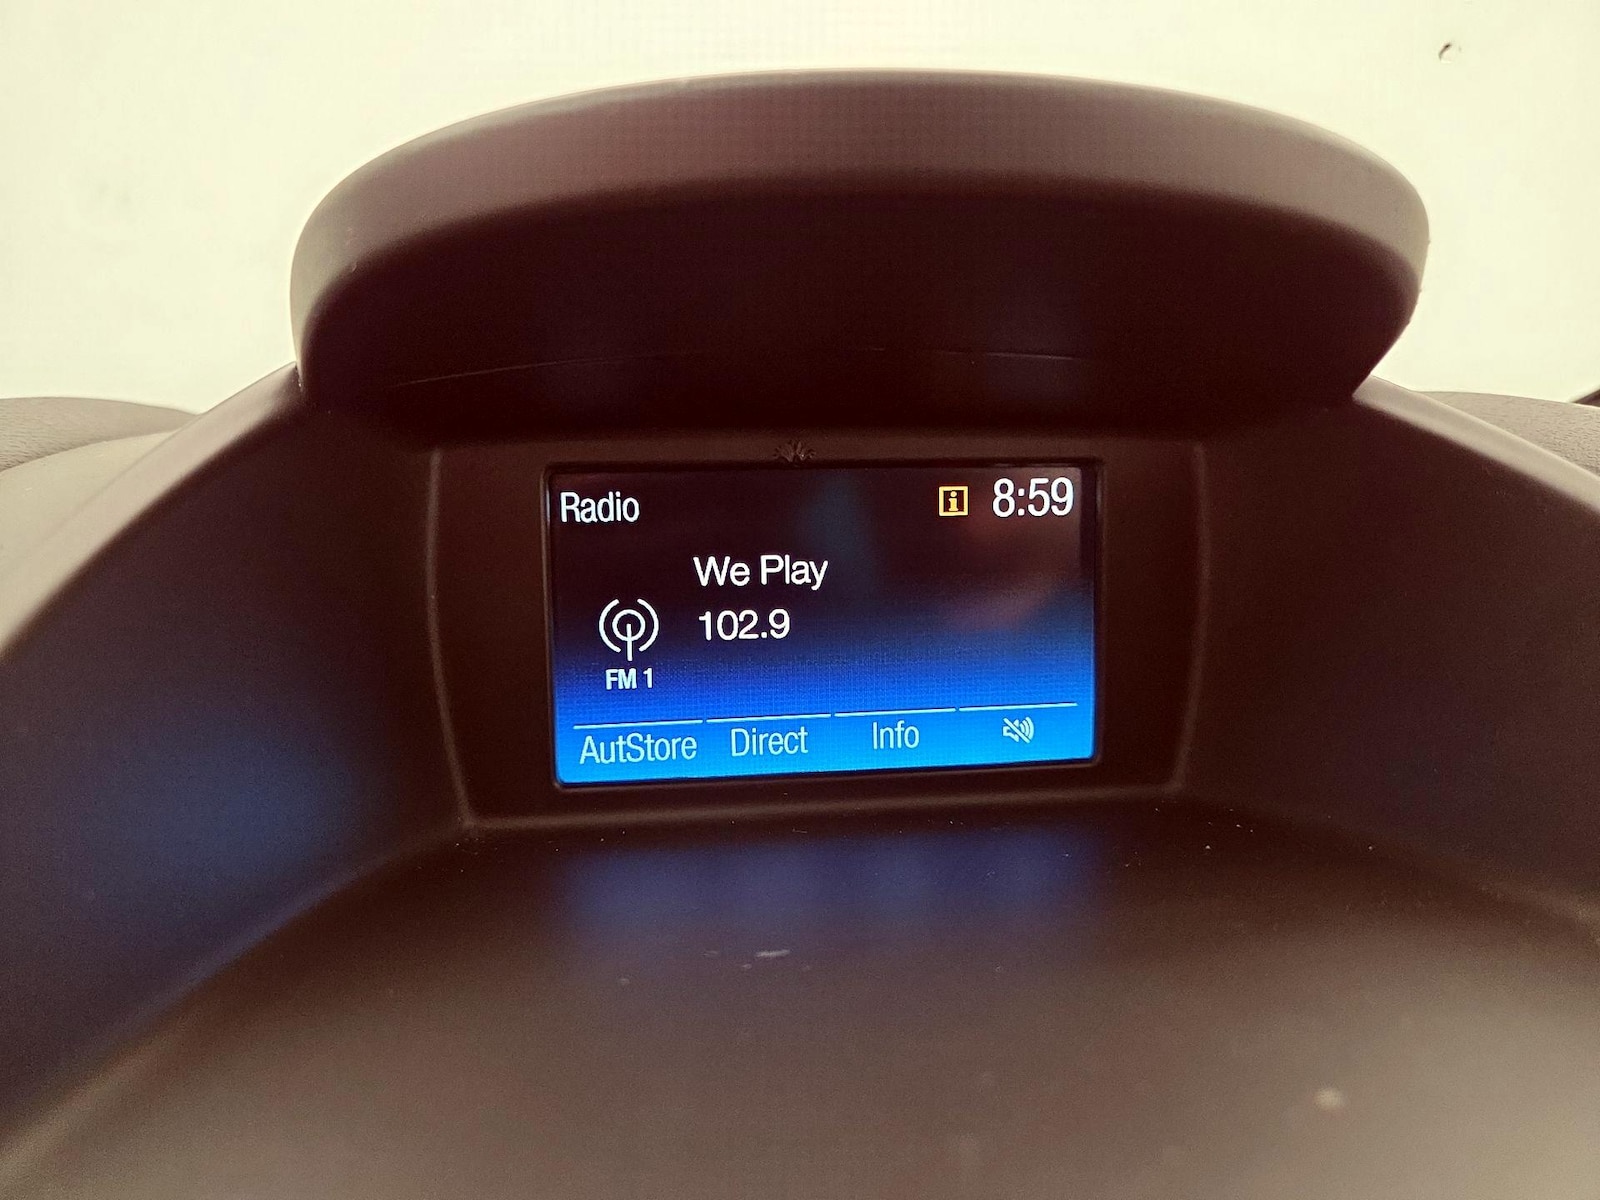 Radio
i 8:59
We Play
102.9
FM 1
AutStore Direct Info